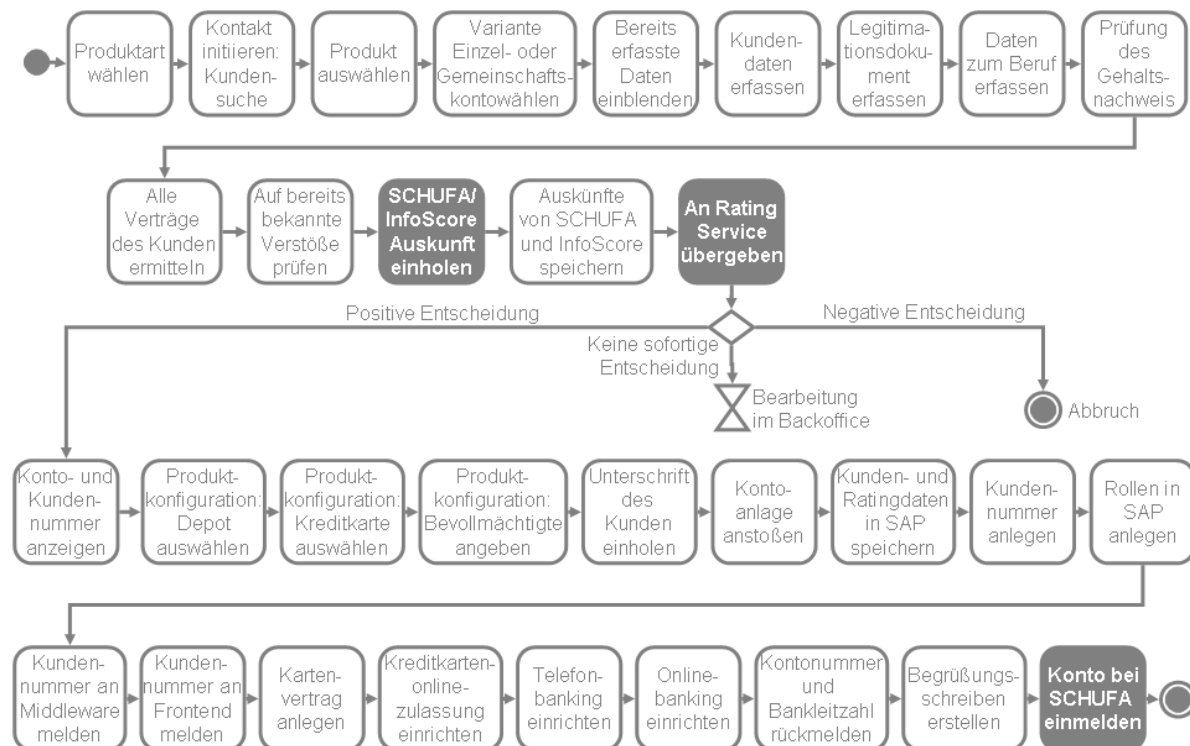 Produktart
wählen
Kontakt
initiieren:
Kunden-
suche
Produkt
auswählen
Variante
Einzel- oder
Gemeinschafts-
kontowählen
Bereits
erfasste
Daten
einblenden
Kunden-
daten
erfassen
Legitima-
tionsdoku-
ment
erfassen
Daten
zum Beruf
erfassen
Prüfung
des
Gehalts-
nachweis
Alle
Verträge
des Kunden
ermitteln
Auf bereits
bekannte
Verstöße
prüfen
SCHUFA/
InfoScore
Auskunft
einholen
Auskünfte
von SCHUFA
und InfoScore
speichern
An Rating
Service
übergeben
Positive Entscheidung
Negative Entscheidung
Keine sofortige
Entscheidung
Bearbeitung
im Backoffice
Abbruch
Konto- und
Kunden-
nummer
anzeigen
Produkt-
konfiguration:
Depot
auswählen
Produkt-
konfiguration:
Kreditkarte
auswählen
Produkt-
konfiguration:
Bevollmächtigte
angeben
Unterschrift
des
Kunden
einholen
Konto-
anlage
anstoßen
Kunden- und
Ratingdaten
in SAP
speichern
Kunden-
nummer
anlegen
Rollen in
SAP
anlegen
Kunden-
nummer an
Middleware
melden
Kunden-
nummer an
Frontend
melden
Karten-
vertrag
anlegen
Kreditkarten-
online-
zulassung
einrichten
Telefon-
banking
einrichten
Online-
banking
einrichten
Kontonummer
und
Bankleitzahl
rückmelden
Begrüßungs-
schreiben
erstellen
Konto bei
SCHUFA
einmelden